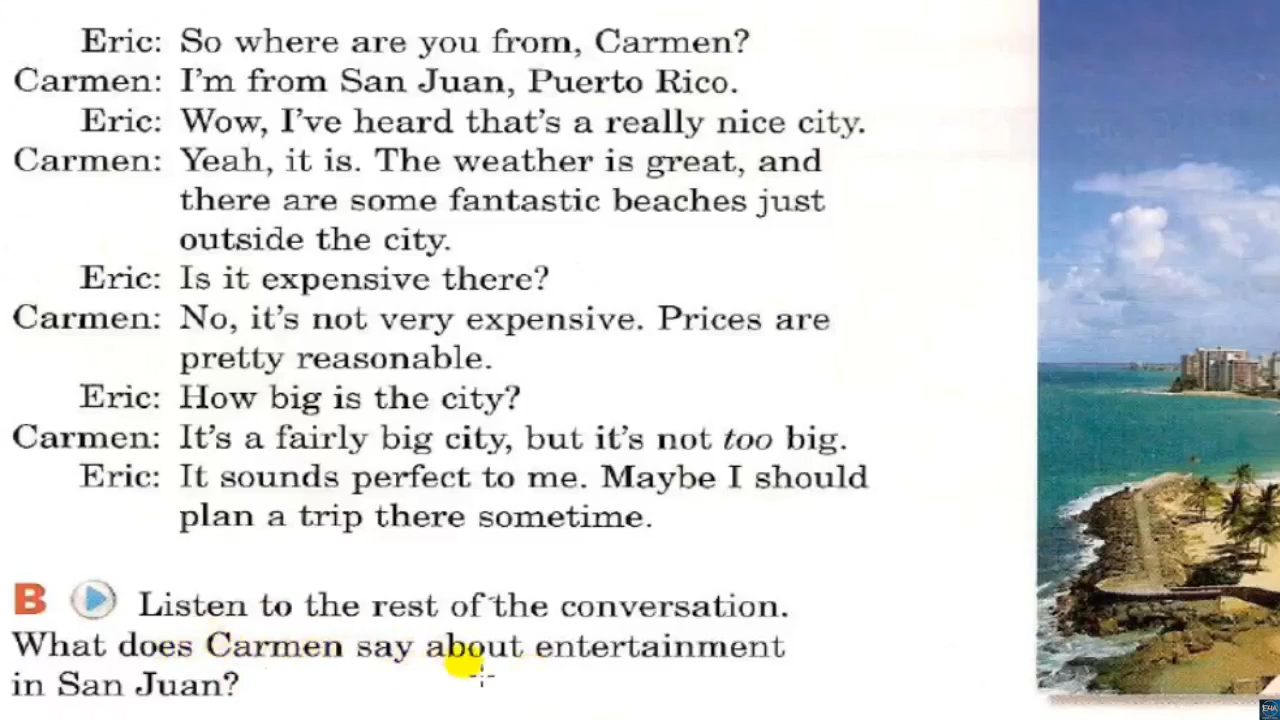 Eric: So where are you from, Carmen?
Carmen: I'm from San Juan, Puerto Rico.
Eric: Wow, I've heard that's a really nice city.
Carmen: Yeah, it is. The weather is great, and
there are some fantastic beaches just
outside the city.
Eric: Is it expensive there?
Carmen: No, it's not very expensive. Prices are
pretty reasonable.
Eric: How big is the city?
Carmen: It's a fairly big city, but it's not too big.
Eric: It sounds perfect to me. Maybe I should
plan a trip there sometime.
B Listen to the rest of the conversation.
What does Carmen say about entertainment
in San Juan?